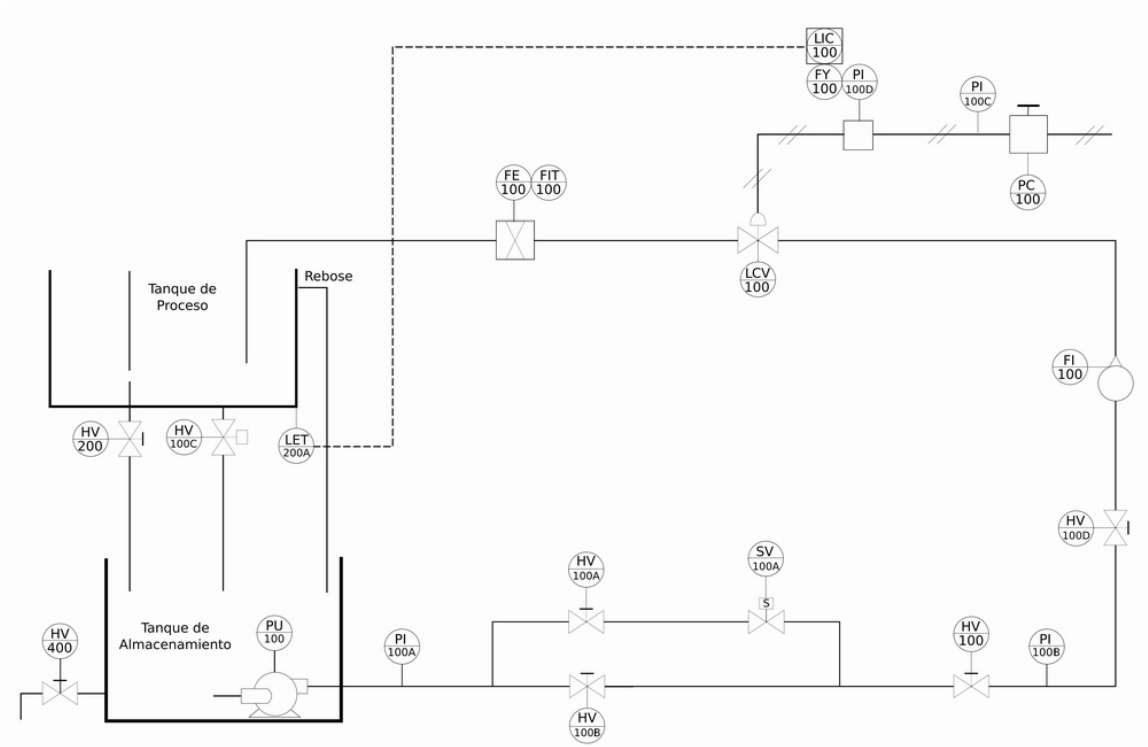 LIC
100
FY
100
PI
100D
PI
100C
PC
100
FE
100
FIT
100
LCV
100
Rebose
Tanque de
Proceso
FI
100
HV
200
HV
100C
LET
200A
HV
100D
HV
100A
SV
100A
S
HV
400
Tanque de
Almacenamiento
PU
100
PI
100A
HV
100
PI
100B
HV
100B